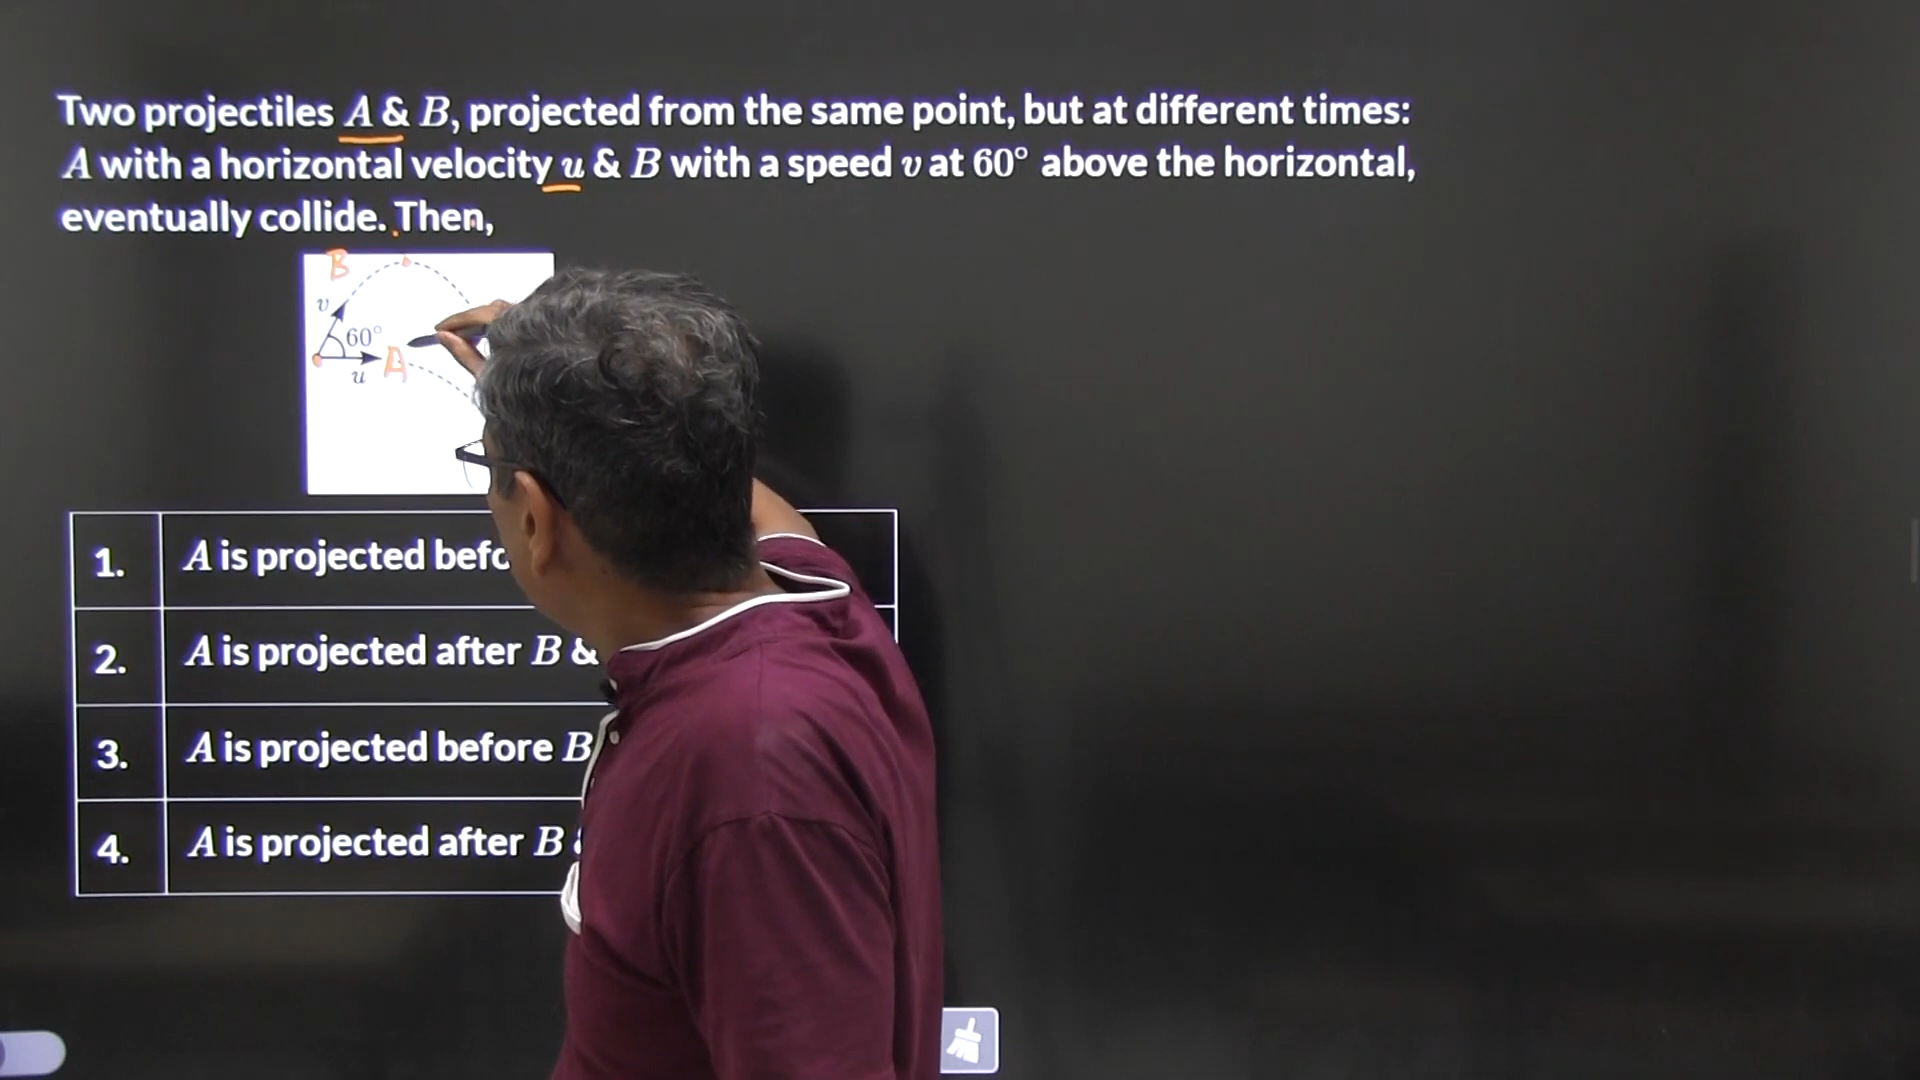 Two projectiles A & B, projected from the same point, but at different times:
A with a horizontal velocity u & B with a speed v at 60° above the horizontal,
eventually collide. Then,
B
v
60°
A
u
1. A is projected
2. A is projected after B &
3. A is projected before B
4. A is projected after B